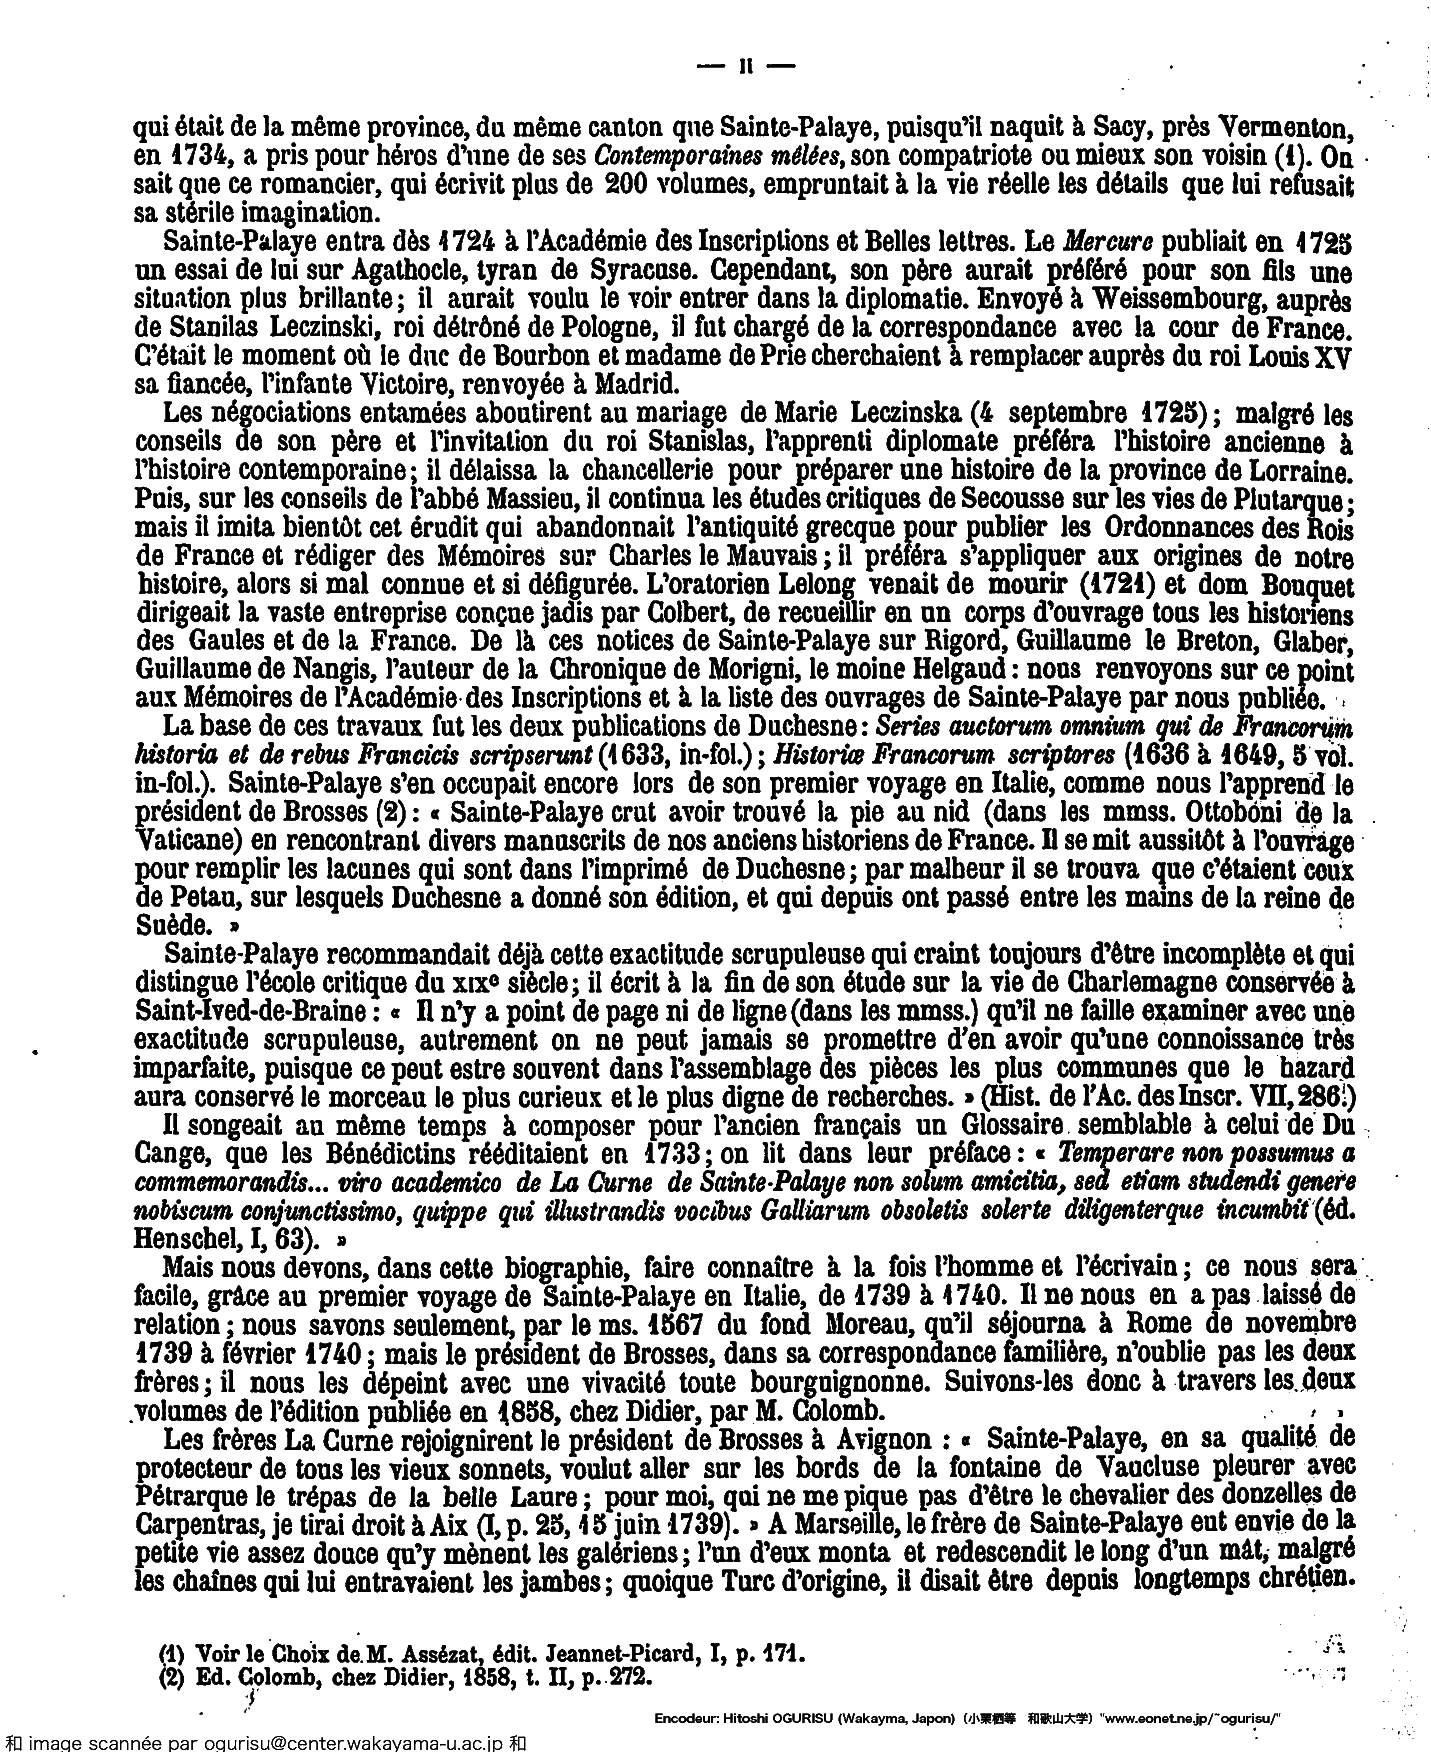 — II —
qui était de la même province, du même canton que Sainte-Palaye, puisqu'il naquit à Sacy, près Vermenton,
en 1734, a pris pour héros d'une de ses Contemporaines mêlées, son compatriote ou mieux son voisin (1). On
sait que ce romancier, qui écrivit plus de 200 volumes, empruntait à la vie réelle les détails que lui refusait
sa stérile imagination.
Sainte-Palaye entra dès 1724 à l'Académie des Inscriptions et Belles lettres. Le Mercure publiait en 1725
un essai de lui sur Agathocle, tyran de Syracuse. Cependant, son père aurait préféré pour son fils une
situation plus brillante ; il aurait voulu le voir entrer dans la diplomatie. Envoyé à Weissembourg, auprès
de Stanilas Leczinski, roi détrôné de Pologne, il fut chargé de la correspondance avec la cour de France.
C'était le moment où le duc de Bourbon et madame de Prie cherchaient à remplacer auprès du roi Louis XV
sa fiancée, l'infante Victoire, renvoyée à Madrid.
Les négociations entamées aboutirent au mariage de Marie Leczinska (4 septembre 1725) ; malgré les
conseils de son père et l'invitation du roi Stanislas, l'apprenti diplomate préféra l'histoire ancienne à
l'histoire contemporaine ; il délaissa la chancellerie pour préparer une histoire de la province de Lorraine.
Puis, sur les conseils de l'abbé Massieu, il continua les études critiques de Secousse sur les vies de Plutarque ;
mais il imita bientôt cet érudit qui abandonnait l'antiquité grecque pour publier les Ordonnances des Rois
de France et rédiger des Mémoires sur Charles le Mauvais ; il préféra s'appliquer aux origines de notre
histoire, alors si mal connue et si défigurée. L'oratorien Lelong venait de mourir (1721) et dom Bouquet
dirigeait la vaste entreprise conçue jadis par Colbert, de recueillir en un corps d'ouvrage tous les historiens
des Gaules et de la France. De là ces notices de Sainte-Palaye sur Rigord, Guillaume le Breton, Glaber,
Guillaume de Nangis, l'auteur de la Chronique de Morigni, le moine Helgaud : nous renvoyons sur ce point
aux Mémoires de l'Académie des Inscriptions et à la liste des ouvrages de Sainte-Palaye par nous publiée.
La base de ces travaux fut les deux publications de Duchesne : Series auctorum omnium qui de Francorum
historia et de rebus Francicis scripserunt (1633, in-fol.) ; Historiæ Francorum scriptores (1636 à 1649, 5 vol.
in-fol.). Sainte-Palaye s'en occupait encore lors de son premier voyage en Italie, comme nous l'apprend le
président de Brosses (2) : « Sainte-Palaye crut avoir trouvé la pie au nid (dans les mmss. Ottoboni de la
Vaticane) en rencontrant divers manuscrits de nos anciens historiens de France. Il se mit aussitôt à l'ouvrage
pour remplir les lacunes qui sont dans l'imprimé de Duchesne ; par malheur il se trouva que c'étaient ceux
de Petau, sur lesquels Duchesne a donné son édition, et qui depuis ont passé entre les mains de la reine de
Suède. »
Sainte-Palaye recommandait déjà cette exactitude scrupuleuse qui craint toujours d'être incomplète et qui
distingue l'école critique du XIXe siècle ; il écrit à la fin de son étude sur la vie de Charlemagne conservée à
Saint-Ived-de-Braine : « Il n'y a point de page ni de ligne (dans les mmss.) qu'il ne faille examiner avec une
exactitude scrupuleuse, autrement on ne peut jamais se promettre d'en avoir qu'une connoissance très
imparfaite, puisque ce peut estre souvent dans l'assemblage des pièces les plus communes que le hazard
aura conservé le morceau le plus curieux et le plus digne de recherches. » (Hist. de l'Ac. des Inscr. VII, 286.)
Il songeait au même temps à composer pour l'ancien français un Glossaire semblable à celui de Du
Cange, que les Bénédictins rééditaient en 1733 ; on lit dans leur préface : « Temperare non possumus a
commemorandis... viro academico de La Curne de Sainte-Palaye non solum amicitia, sed etiam studendi genere
nobiscum conjunctissimo, quippe qui illustrandis vocibus Galliarum obsoletis solerte diligenterque incumbit (éd.
Henschel, I, 63). »
Mais nous devons, dans cette biographie, faire connaître à la fois l'homme et l'écrivain ; ce nous sera
facile, grâce au premier voyage de Sainte-Palaye en Italie, de 1739 à 1740. Il ne nous en a pas laissé de
relation ; nous savons seulement, par le ms. 1567 du fond Moreau, qu'il séjourna à Rome de novembre
1739 à février 1740 ; mais le président de Brosses, dans sa correspondance familière, n'oublie pas les deux
frères ; il nous les dépeint avec une vivacité toute bourguignonne. Suivons-les donc à travers les deux
volumes de l'édition publiée en 1858, chez Didier, par M. Colomb.
Les frères La Curne rejoignirent le président de Brosses à Avignon : « Sainte-Palaye, en sa qualité de
protecteur de tous les vieux sonnets, voulut aller sur les bords de la fontaine de Vaucluse pleurer avec
Pétrarque le trépas de la belle Laure ; pour moi, qui ne me pique pas d'être le chevalier des donzelles de
Carpentras, je tirai droit à Aix (I, p. 25, 15 juin 1739). » A Marseille, le frère de Sainte-Palaye eut envie de la
petite vie assez douce qu'y mènent les galériens ; l'un d'eux monta et redescendit le long d'un mât, malgré
les chaînes qui lui entravaient les jambes ; quoique Turc d'origine, il disait être depuis longtemps chrétien.
(1) Voir le Choix de M. Assézat, édit. Jeannet-Picard, I, p. 171.
(2) Ed. Colomb, chez Didier, 1858, t. II, p. 272.
Encodeur: Hitoshi OGURISU (Wakayma, Japon) (小栗栖等 和歌山大学) "www.eonet.ne.jp/~ogurisu/"
和 image scannée par ogurisu@center.wakayama-u.ac.jp 和